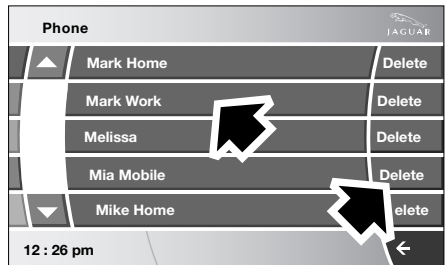 Phone
JAGUAR
Mark Home Delete
Mark Work Delete
Melissa Delete
Mia Mobile Delete
Mike Home elete
12 : 26 pm